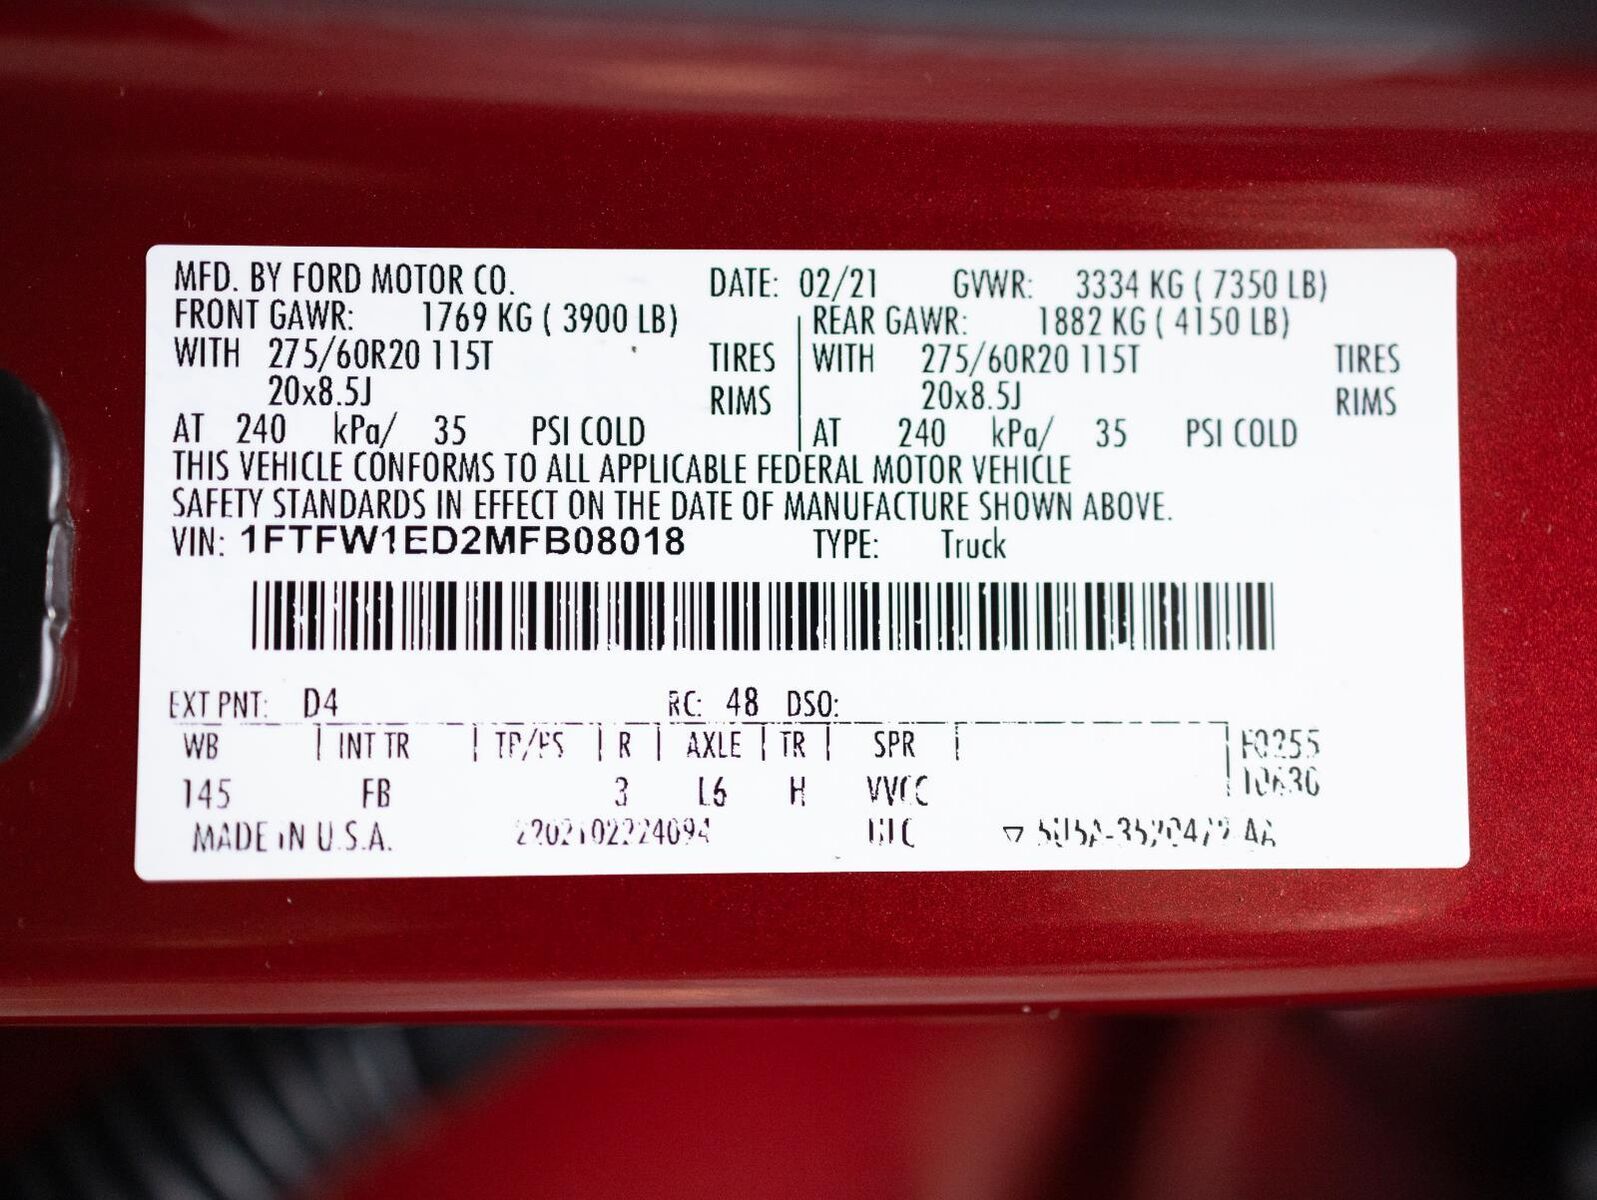 MFD. BY FORD MOTOR CO. DATE: 02/21 GVWR: 3334 KG ( 7350 LB)
FRONT GAWR: 1769 KG ( 3900 LB) REAR GAWR: 1882 KG ( 4150 LB)
WITH 275/60R20 115T TIRES WITH 275/60R20 115T TIRES
20x8.5J RIMS 20x8.5J RIMS
AT 240 kPa/ 35 PSI COLD AT 240 kPa/ 35 PSI COLD
THIS VEHICLE CONFORMS TO ALL APPLICABLE FEDERAL MOTOR VEHICLE
SAFETY STANDARDS IN EFFECT ON THE DATE OF MANUFACTURE SHOWN ABOVE.
VIN: 1FTFW1ED2MFB08018 TYPE: Truck
EXT PNT: D4 RC: 48 DSO:
WB INT TR TP/PS R AXLE TR SPR
145 FB 3 L6 H VVCC
MADE IN U.S.A.